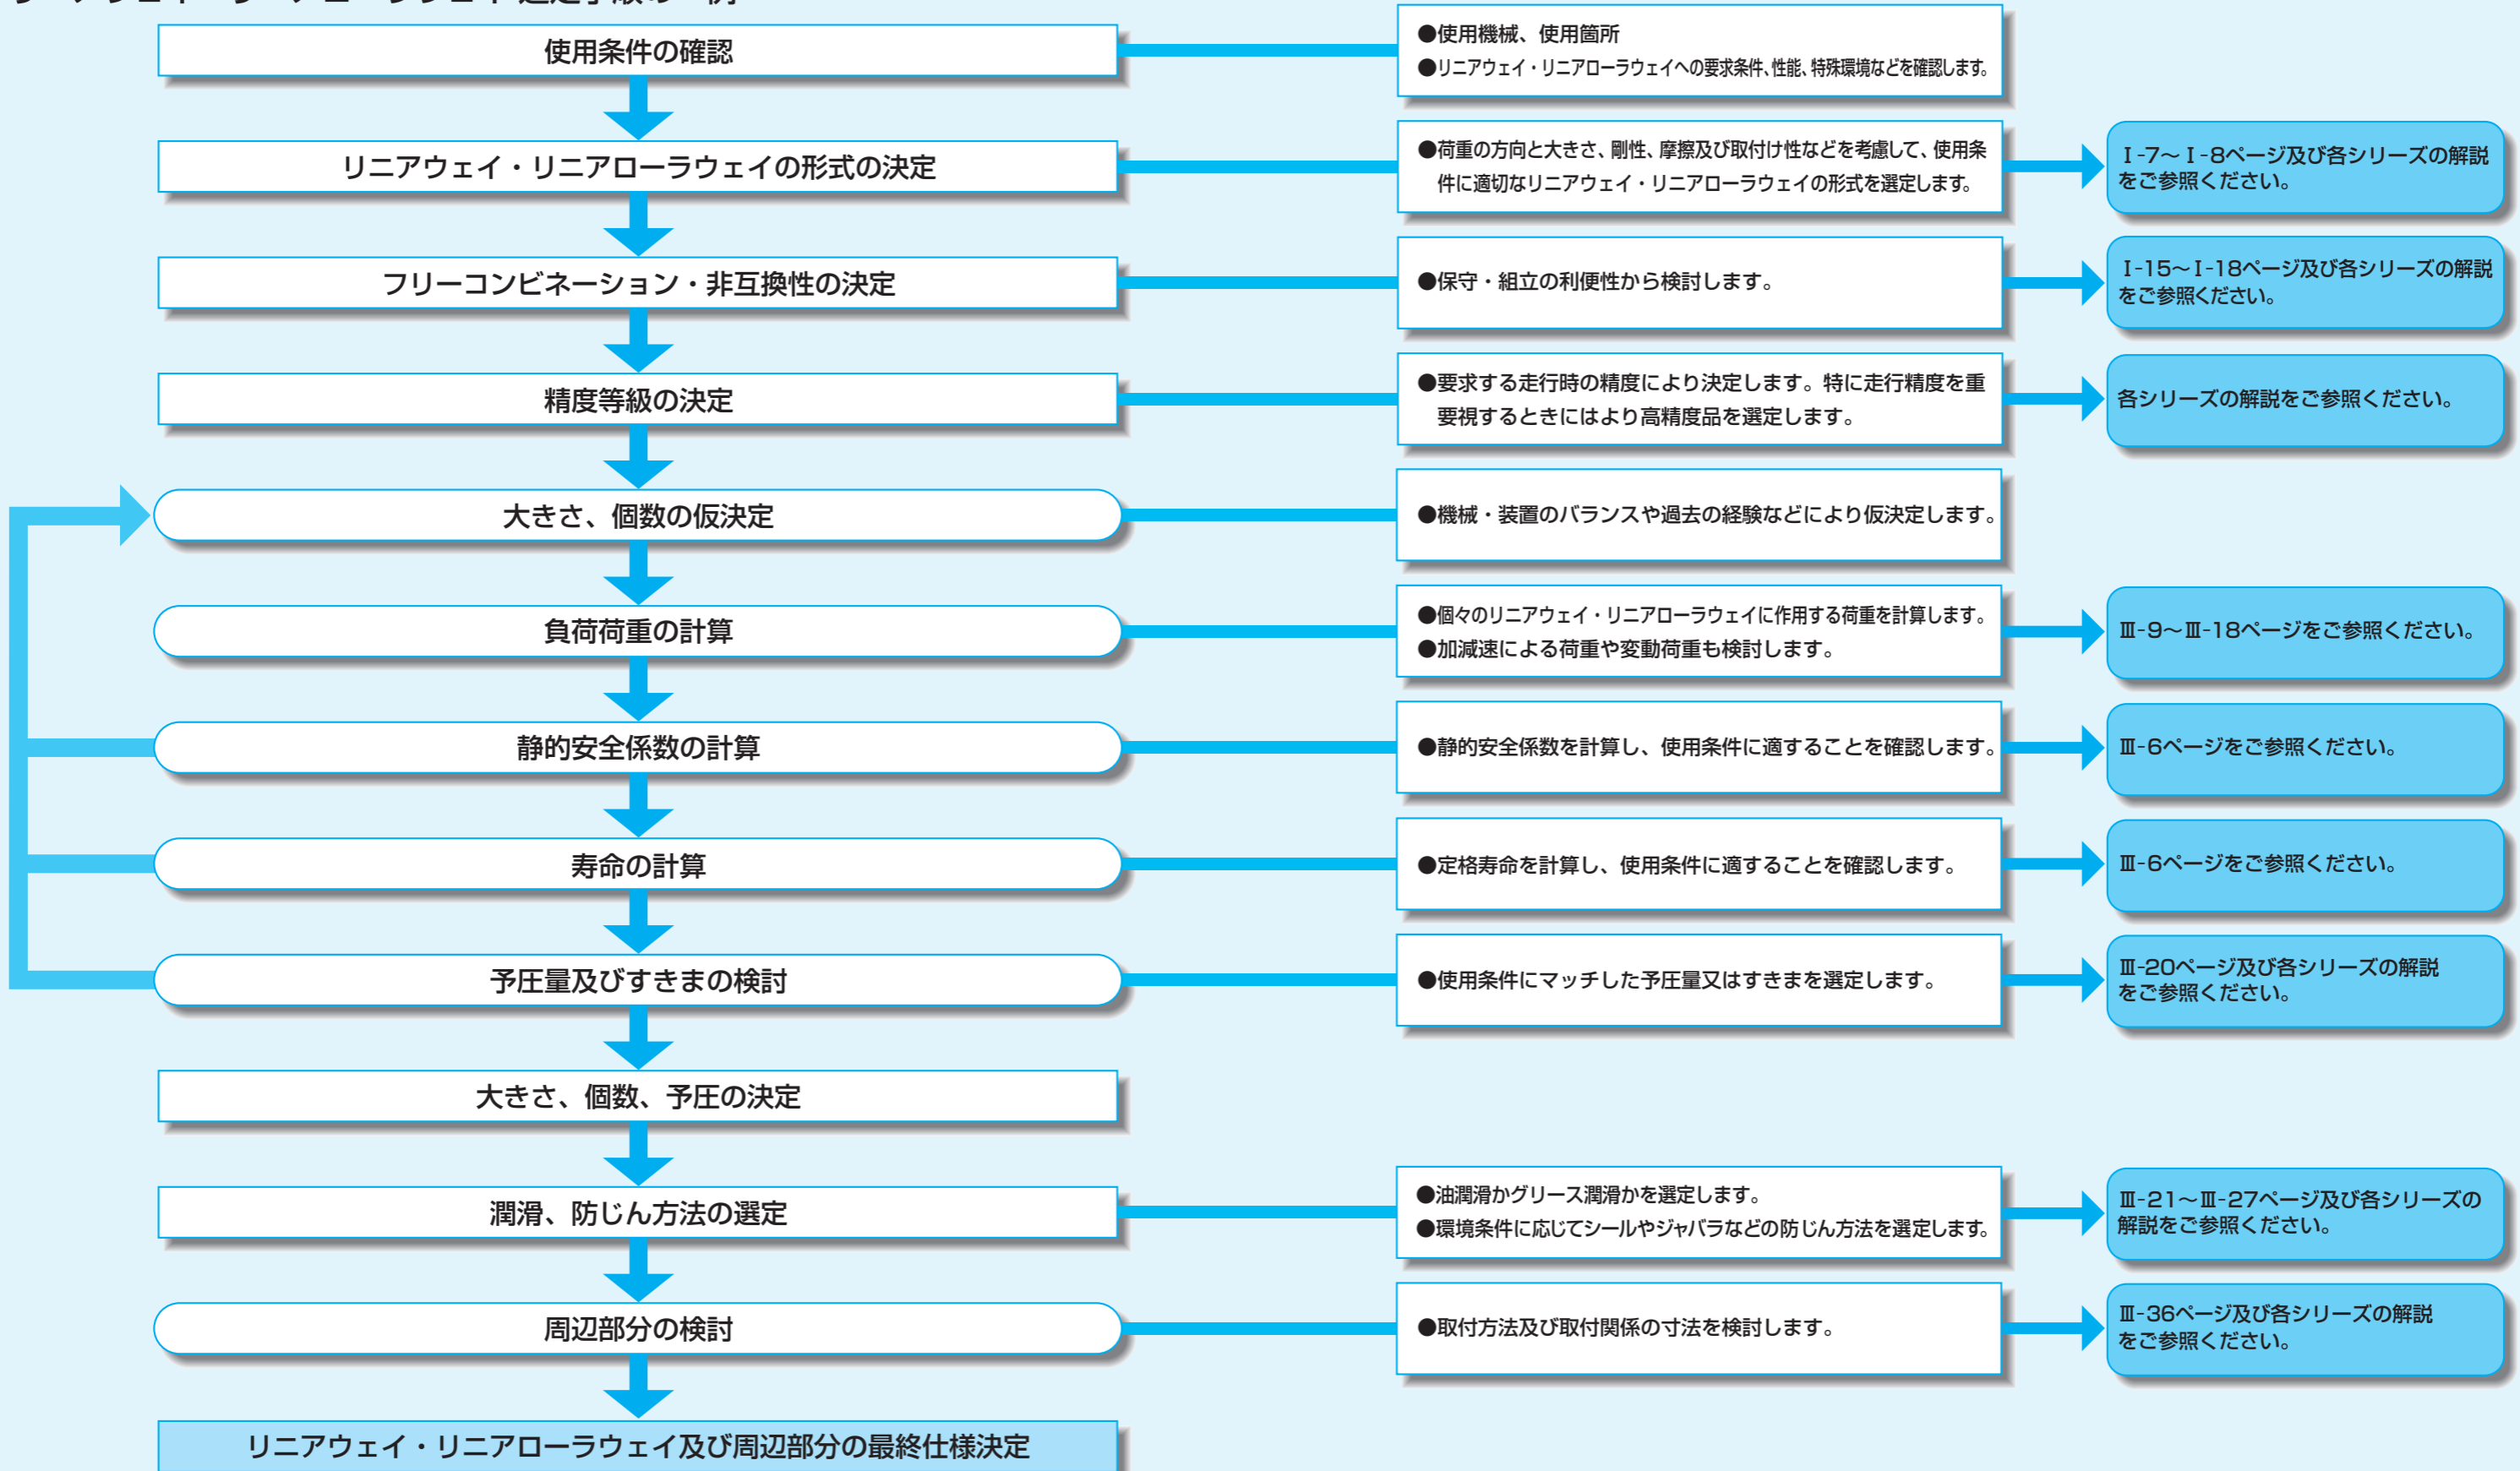 使用条件の確認
●使用機械、使用箇所
●リニアウェイ・リニアローラウェイへの要求条件、性能、特殊環境などを確認します。
リニアウェイ・リニアローラウェイの形式の決定
●荷重の方向と大きさ、剛性、摩擦及び取付け性などを考慮して、使用条
件に適切なリニアウェイ・リニアローラウェイの形式を選定します。
Ⅰ-7～Ⅰ-8ページ及び各シリーズの解説
をご参照ください。
フリーコンビネーション・非互換性の決定
●保守・組立の利便性から検討します。
Ⅰ-15～Ⅰ-18ページ及び各シリーズの解説
をご参照ください。
精度等級の決定
●要求する走行時の精度により決定します。特に走行精度を重
要視するときにはより高精度品を選定します。
各シリーズの解説をご参照ください。
大きさ、個数の仮決定
●機械・装置のバランスや過去の経験などにより仮決定します。
負荷荷重の計算
●個々のリニアウェイ・リニアローラウェイに作用する荷重を計算します。
●加減速による荷重や変動荷重も検討します。
Ⅲ-9～Ⅲ-18ページをご参照ください。
静的安全係数の計算
●静的安全係数を計算し、使用条件に適することを確認します。
Ⅲ-6ページをご参照ください。
寿命の計算
●定格寿命を計算し、使用条件に適することを確認します。
Ⅲ-6ページをご参照ください。
予圧量及びすきまの検討
●使用条件にマッチした予圧量又はすきまを選定します。
Ⅲ-20ページ及び各シリーズの解説
をご参照ください。
大きさ、個数、予圧の決定
潤滑、防じん方法の選定
●油潤滑かグリース潤滑かを選定します。
●環境条件に応じてシールやジャバラなどの防じん方法を選定します。
Ⅲ-21～Ⅲ-27ページ及び各シリーズの
解説をご参照ください。
周辺部分の検討
●取付方法及び取付関係の寸法を検討します。
Ⅲ-36ページ及び各シリーズの解説
をご参照ください。
リニアウェイ・リニアローラウェイ及び周辺部分の最終仕様決定